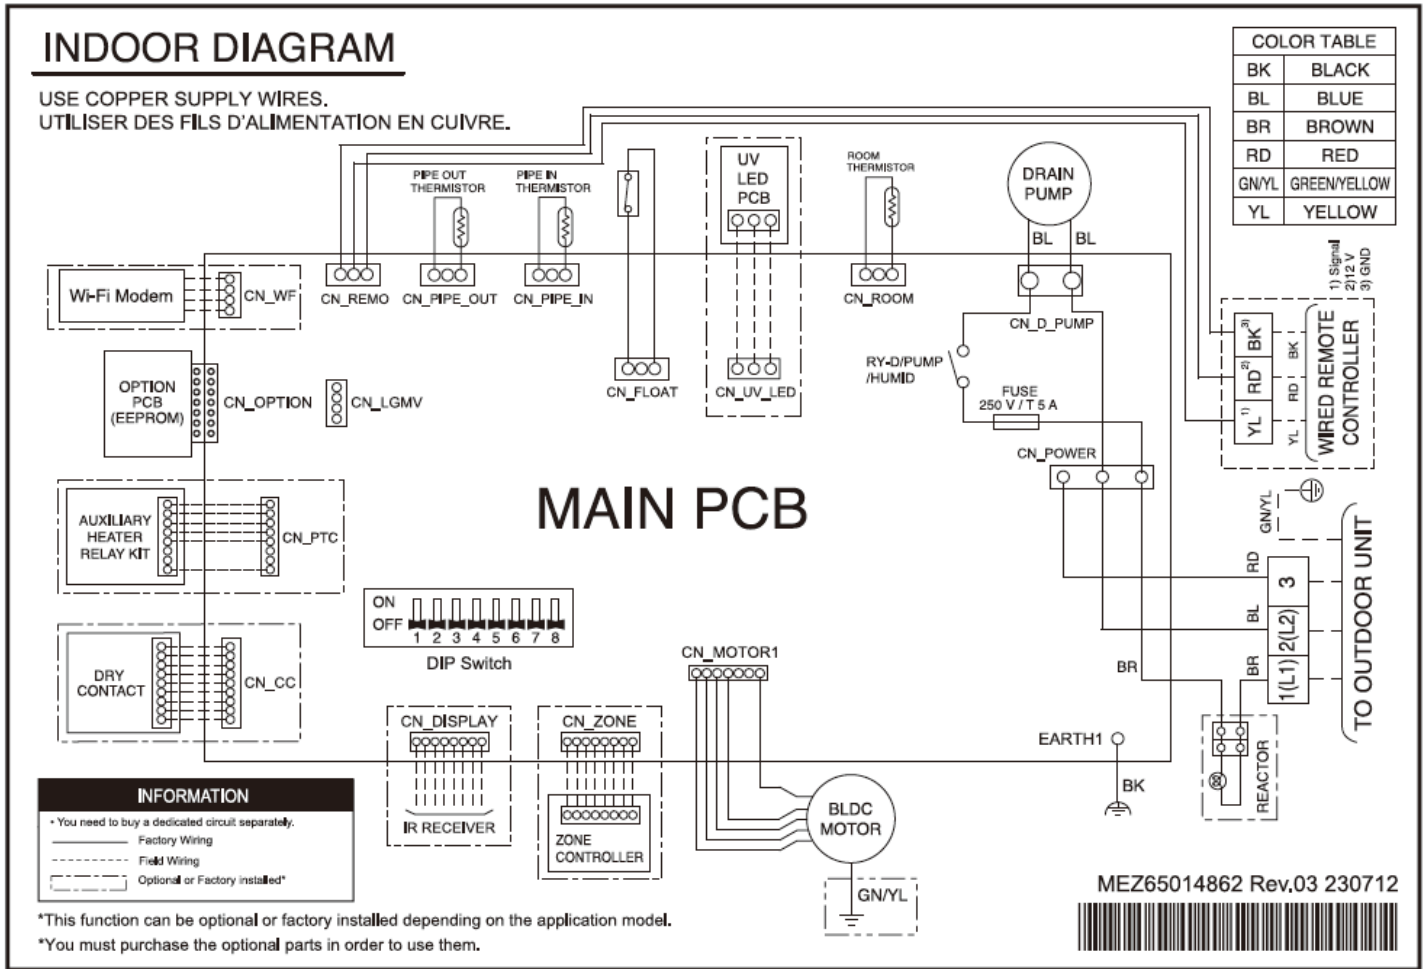 INDOOR DIAGRAM
USE COPPER SUPPLY WIRES.
UTILISER DES FILS D'ALIMENTATION EN CUIVRE.
COLOR TABLE
BK BLACK
BL BLUE
BR BROWN
RD RED
GN/YL GREEN/YELLOW
YL YELLOW
PIPE OUT
THERMISTOR
PIPE IN
THERMISTOR
UV
LED
PCB
ROOM
THERMISTOR
DRAIN
PUMP
BL BL
Wi-Fi Modem
CN_WF
CN_REMO
CN_PIPE_OUT
CN_PIPE_IN
CN_ROOM
CN_D_PUMP
1) Signal
2)12 V
3) GND
BK3)
RD2)
YL1)
BK
RD
YL
WIRED REMOTE
CONTROLLER
OPTION
PCB
(EEPROM)
CN_OPTION
CN_LGMV
CN_FLOAT
CN_UV_LED
RY-D/PUMP
/HUMID
FUSE
250 V / T 5 A
CN_POWER
MAIN PCB
AUXILIARY
HEATER
RELAY KIT
CN_PTC
GN/YL
RD
BL
BR
BR
3
2(L2)
1(L1)
TO OUTDOOR UNIT
ON
OFF
1 2 3 4 5 6 7 8
DIP Switch
DRY
CONTACT
CN_CC
CN_MOTOR1
CN_DISPLAY
IR RECEIVER
CN_ZONE
ZONE
CONTROLLER
BLDC
MOTOR
GN/YL
EARTH1
BK
REACTOR
INFORMATION
• You need to buy a dedicated circuit separately.
Factory Wiring
Field Wiring
Optional or Factory installed*
*This function can be optional or factory installed depending on the application model.
*You must purchase the optional parts in order to use them.
MEZ65014862 Rev.03 230712